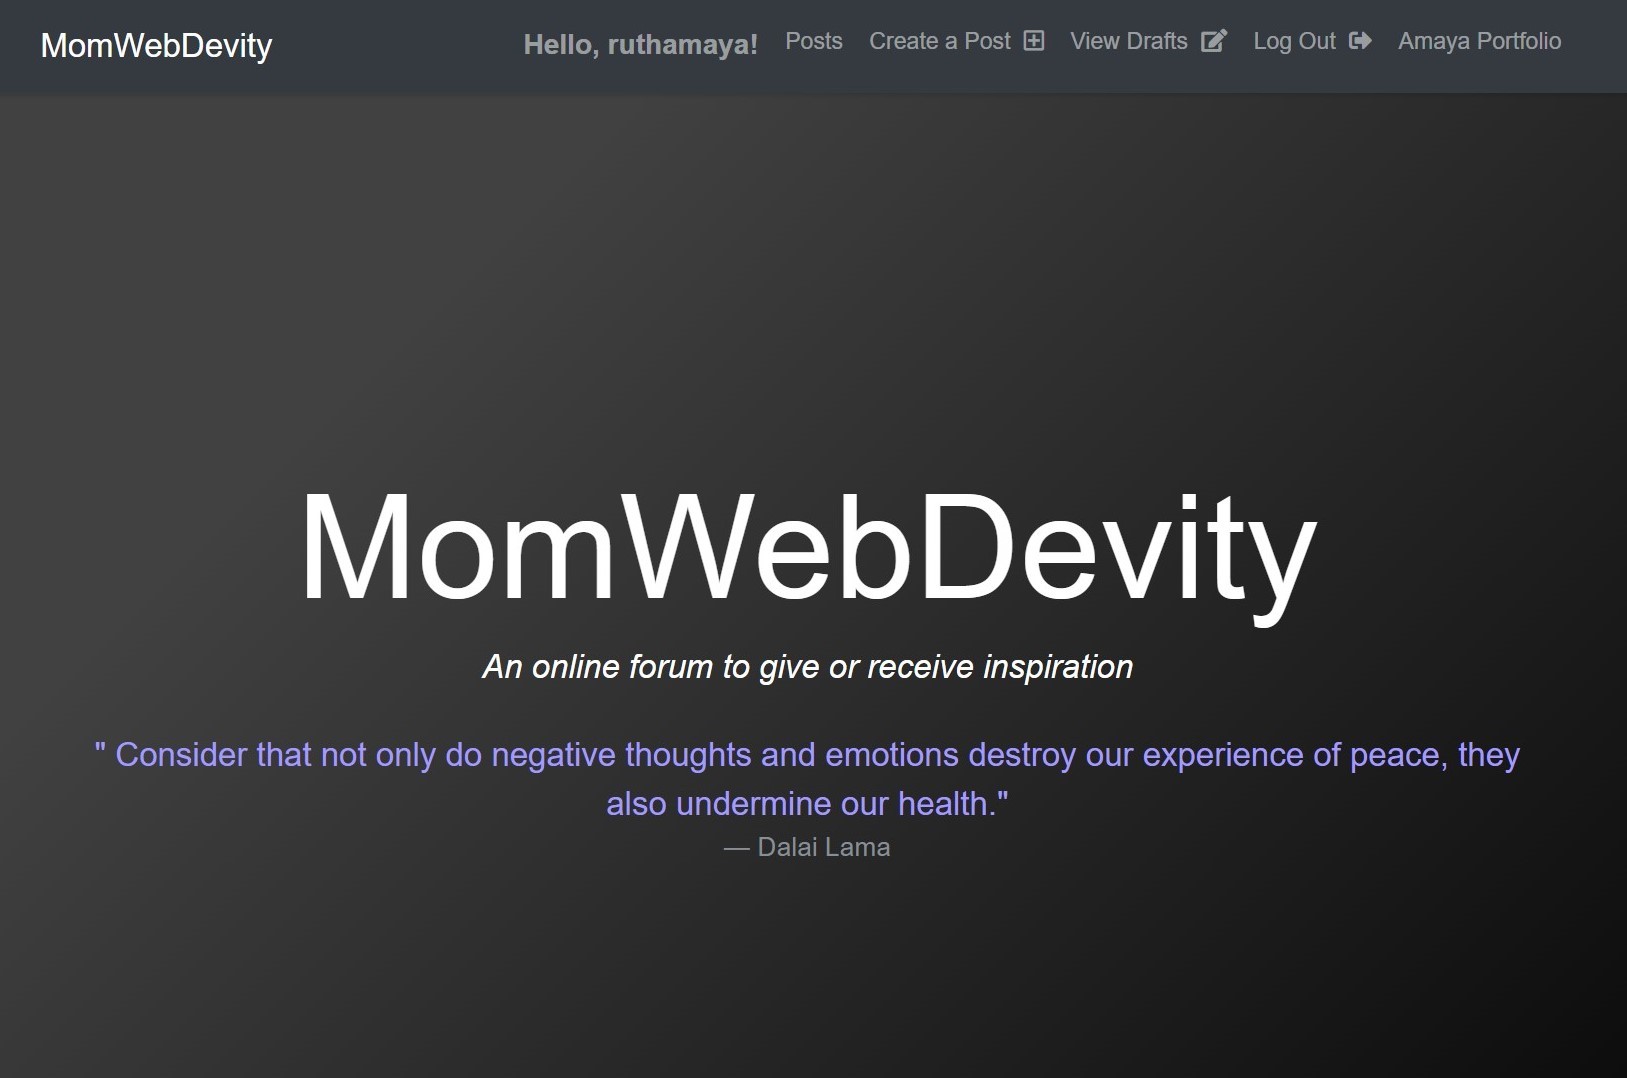 MomWebDevity
Hello, ruthamaya! Posts Create a Post View Drafts Log Out Amaya Portfolio
MomWebDevity
An online forum to give or receive inspiration
" Consider that not only do negative thoughts and emotions destroy our experience of peace, they
also undermine our health."
— Dalai Lama